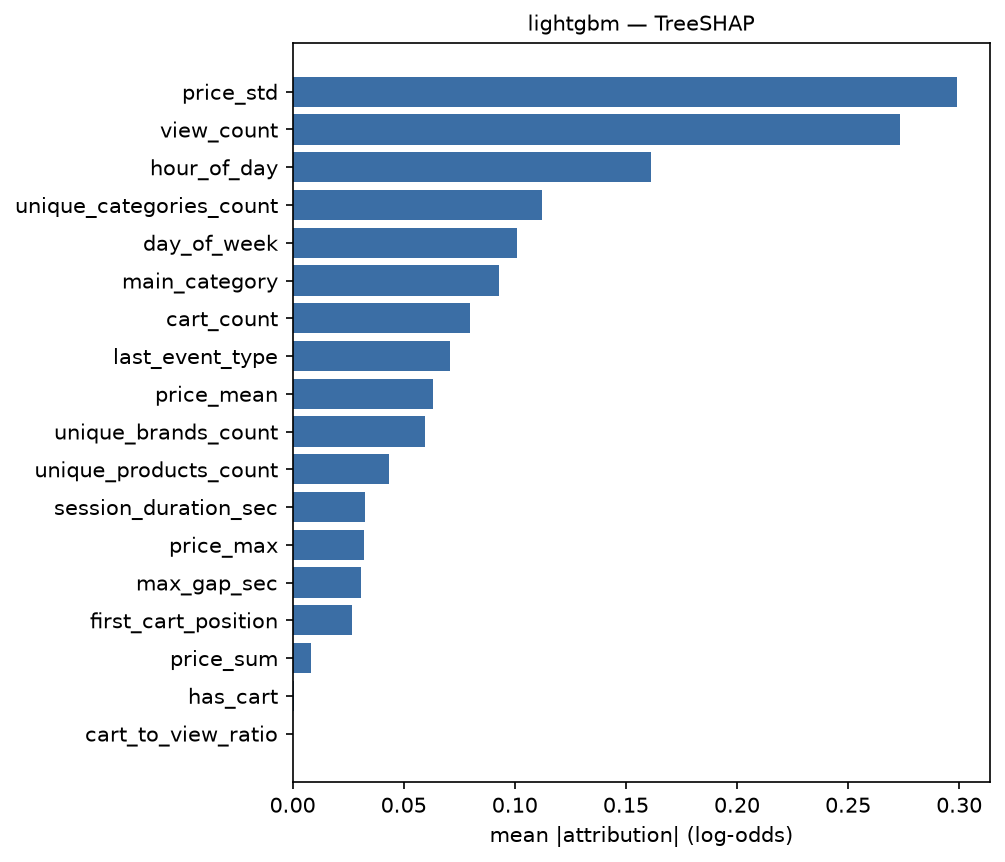 lightgbm — TreeSHAP
price_std
view_count
hour_of_day
unique_categories_count
day_of_week
main_category
cart_count
last_event_type
price_mean
unique_brands_count
unique_products_count
session_duration_sec
price_max
max_gap_sec
first_cart_position
price_sum
has_cart
cart_to_view_ratio
0.00 0.05 0.10 0.15 0.20 0.25 0.30
mean |attribution| (log-odds)